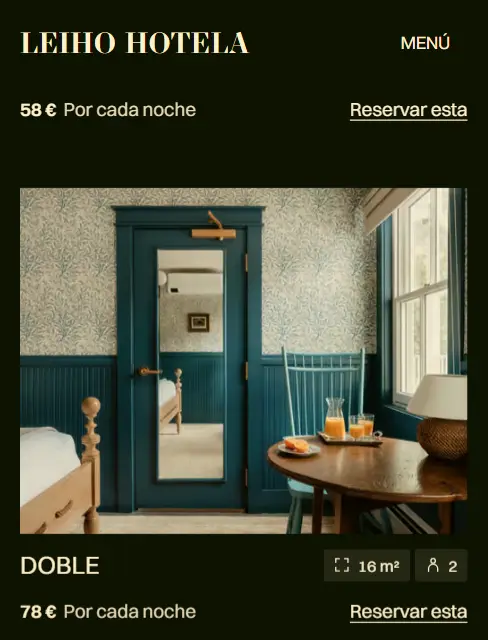 LEIHO HOTELA
MENÚ
58 € Por cada noche
Reservar esta
DOBLE
16 m²
2
78 € Por cada noche
Reservar esta